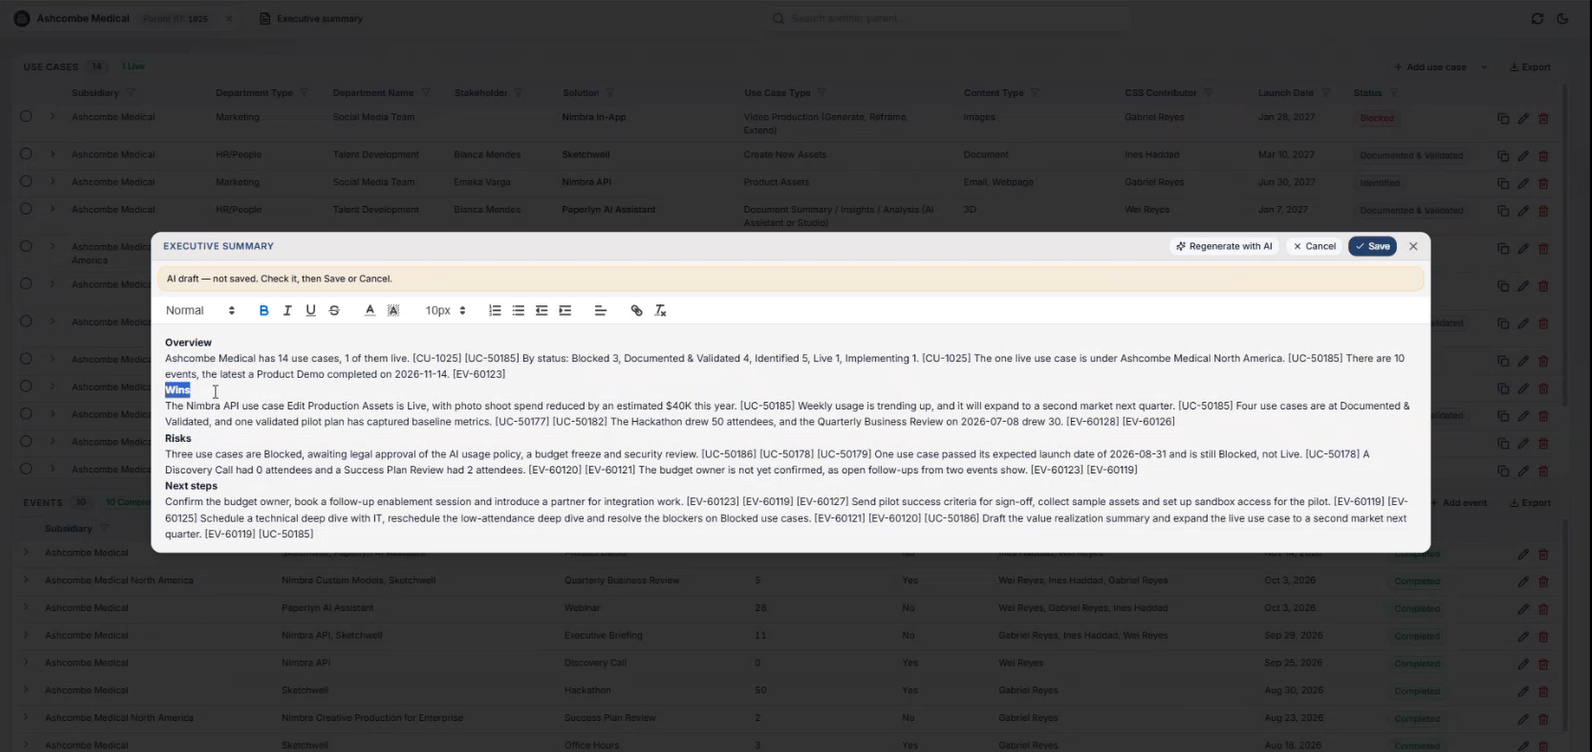 Ashcombe Medical Parent ID: 1025 × Executive summary Search another parent...
USE CASES 14 1 Live + Add use case Export
Subsidiary Department Type Department Name Stakeholder Solution Use Case Type Content Type CSS Contributor Launch Date Status
Ashcombe Medical Marketing Social Media Team Nimbra In-App Video Production (Generate, Reframe, Images Gabriel Reyes Jan 28, 2027 Blocked
Extend)
Ashcombe Medical HR/People Talent Development Bianca Mendes Sketchwell Create New Assets Document Ines Haddad Mar 10, 2027 Documented & Validated
Ashcombe Medical Marketing Social Media Team Emeka Varga Nimbra API Product Assets Email, Webpage Gabriel Reyes Jun 30, 2027 Identified
Ashcombe Medical HR/People Talent Development Bianca Mendes Paperlyn AI Assistant Document Summary / Insights / Analysis (AI 3D Wei Reyes Jan 7, 2027 Documented & Validated
Assistant or Studio)
Ashcombe Medical
America
Ashcombe Medical
Ashcombe Medical
Ashcombe Medical
Ashcombe Medical
Ashcombe Medical
Ashcombe Medical
Ashcombe Medical
EXECUTIVE SUMMARY Regenerate with AI Cancel Save
AI draft — not saved. Check it, then Save or Cancel.
Normal B I U S A A 10px
Overview
Ashcombe Medical has 14 use cases, 1 of them live. [CU-1025] [UC-50185] By status: Blocked 3, Documented & Validated 4, Identified 5, Live 1, Implementing 1. [CU-1025] The one live use case is under Ashcombe Medical North America. [UC-50185] There are 10
events, the latest a Product Demo completed on 2026-11-14. [EV-60123]
Wins
The Nimbra API use case Edit Production Assets is Live, with photo shoot spend reduced by an estimated $40K this year. [UC-50185] Weekly usage is trending up, and it will expand to a second market next quarter. [UC-50185] Four use cases are at Documented &
Validated, and one validated pilot plan has captured baseline metrics. [UC-50177] [UC-50182] The Hackathon drew 50 attendees, and the Quarterly Business Review on 2026-07-08 drew 30. [EV-60128] [EV-60126]
Risks
Three use cases are Blocked, awaiting legal approval of the AI usage policy, a budget freeze and security review. [UC-50186] [UC-50178] [UC-50179] One use case passed its expected launch date of 2026-08-31 and is still Blocked, not Live. [UC-50178] A
Discovery Call had 0 attendees and a Success Plan Review had 2 attendees. [EV-60120] [EV-60121] The budget owner is not yet confirmed, as open follow-ups from two events show. [EV-60123] [EV-60119]
Next steps
Confirm the budget owner, book a follow-up enablement session and introduce a partner for integration work. [EV-60123] [EV-60119] [EV-60127] Send pilot success criteria for sign-off, collect sample assets and set up sandbox access for the pilot. [EV-60119] [EV-
60125] Schedule a technical deep dive with IT, reschedule the low-attendance deep dive and resolve the blockers on Blocked use cases. [EV-60121] [EV-60120] [UC-50186] Draft the value realization summary and expand the live use case to a second market next
quarter. [EV-60119] [UC-50185]
EVENTS 10 10 Comple Add event Export
Subsidiary
Ashcombe Medical Completed
Ashcombe Medical North America Nimbra Custom Models, Sketchwell Quarterly Business Review 5 Yes Wei Reyes, Ines Haddad, Gabriel Reyes Oct 3, 2026 Completed
Ashcombe Medical Paperlyn AI Assistant Webinar 28 No Wei Reyes, Gabriel Reyes, Ines Haddad Oct 3, 2026 Completed
Ashcombe Medical Nimbra API, Sketchwell Executive Briefing 11 No Gabriel Reyes, Ines Haddad, Wei Reyes Sep 29, 2026 Completed
Ashcombe Medical Nimbra API Discovery Call 0 Yes Wei Reyes Sep 25, 2026 Completed
Ashcombe Medical Sketchwell Hackathon 50 Yes Gabriel Reyes Aug 30, 2026 Completed
Ashcombe Medical North America Nimbra Creative Production for Enterprise Success Plan Review 2 No Gabriel Reyes Aug 23, 2026 Completed
Ashcombe Medical Sketchwell Office Hours 3 Yes Gabriel Reyes Aug 16, 2026 Completed